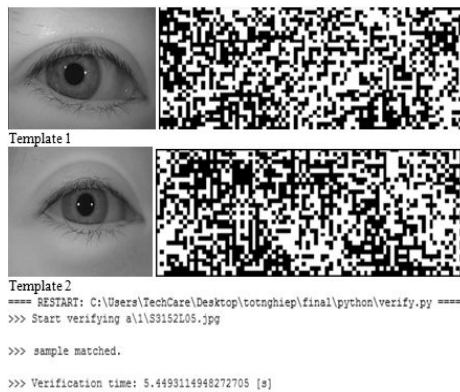 Template 1
Template 2
==== RESTART: C:\Users\TechCare\Desktop\totnghiep\final\python\verify.py ====
>>> Start verifying a\1\S3152L05.jpg
>>> sample matched.
>>> Verification time: 5.4493114948272705 [s]